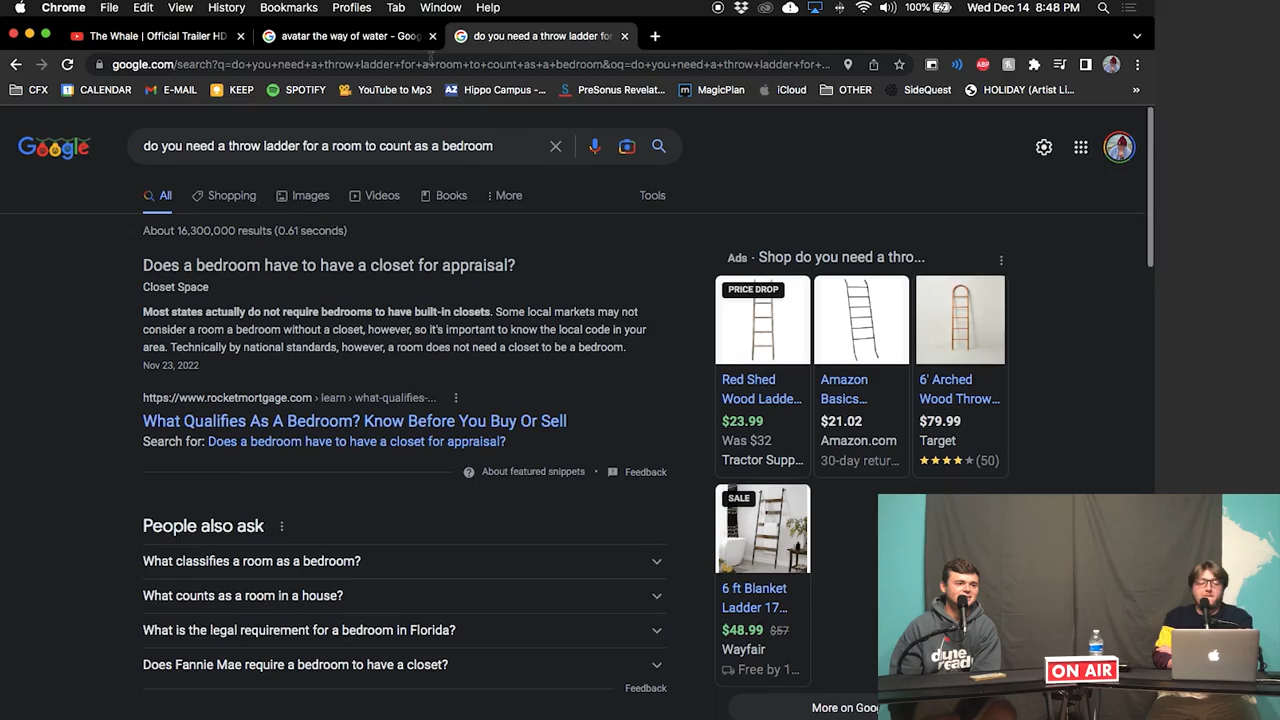 Chrome File Edit View History Bookmarks Profiles Tab Window Help 100% Wed Dec 14 8:48 PM
The Whale | Official Trailer HD avatar the way of water - Goog do you need a throw ladder for
google.com/search?q=do+you+need+a+throw+ladder+for+a+room+to+count+as+a+bedroom&oq=do+you+need+a+throw+ladder+for+...
CFX CALENDAR E-MAIL KEEP SPOTIFY YouTube to Mp3 Hippo Campus -... PreSonus Revelat... MagicPlan iCloud OTHER SideQuest HOLIDAY (Artist Li... »
Google
do you need a throw ladder for a room to count as a bedroom
All Shopping Images Videos Books More Tools
About 16,300,000 results (0.61 seconds)
Does a bedroom have to have a closet for appraisal?
Closet Space
Most states actually do not require bedrooms to have built-in closets. Some local markets may not
consider a room a bedroom without a closet, however, so it's important to know the local code in your
area. Technically by national standards, however, a room does not need a closet to be a bedroom.
Nov 23, 2022
https://www.rocketmortgage.com › learn › what-qualifies-...
What Qualifies As A Bedroom? Know Before You Buy Or Sell
Search for: Does a bedroom have to have a closet for appraisal?
About featured snippets • Feedback
People also ask
What classifies a room as a bedroom?
What counts as a room in a house?
What is the legal requirement for a bedroom in Florida?
Does Fannie Mae require a bedroom to have a closet?
Feedback
Ads · Shop do you need a thro...
PRICE DROP
Red Shed
Wood Ladde...
$23.99
Was $32
Tractor Supp...
Amazon
Basics...
$21.02
Amazon.com
30-day retur...
6' Arched
Wood Throw...
$79.99
Target
(50)
SALE
6 ft Blanket
Ladder 17...
$48.99 $57
Wayfair
Free by 1...
More on Goog
dune
ready
ON AIR